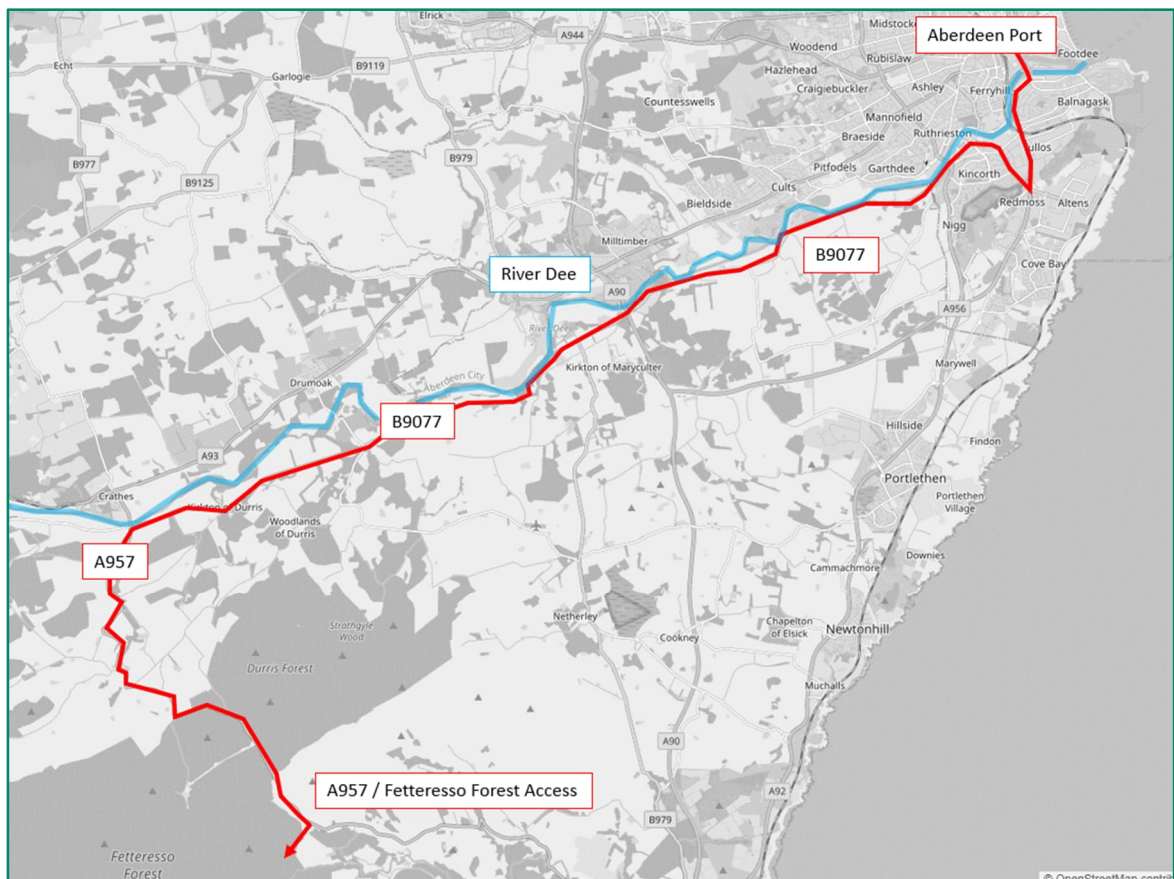 Elrick
A944
Midstock
Aberdeen Port
Footdee
Woodend
Rubislaw
Echt
B9119
Hazlehead
Garlogie
Craigiebuckler
Ashley
Ferryhill
Countesswells
Balnagask
Mannofield
Braeside
Ruthrieston
B977
B979
Pitfodels
Garthdee
Tullos
Kincorth
B9125
Cults
Bieldside
Redmoss
Altens
Nigg
Milltimber
B9077
River Dee
Cove Bay
A90
A956
River Dee
Marywell
Kirkton of Maryculter
Drumoak
Aberdeen City
B9077
Hillside
Findon
A93
Portlethen
Crathes
Portlethen
Village
Kirkton of Durris
Woodlands
of Durris
A957
Downies
Cammachmore
Netherley
Chapelton
of Elsick
Strathgyle
Wood
Cookney
Newtonhill
Durris Forest
Muchalls
A90
A957 / Fetteresso Forest Access
A92
B979
Fetteresso
Forest
© OpenStreetMap contri